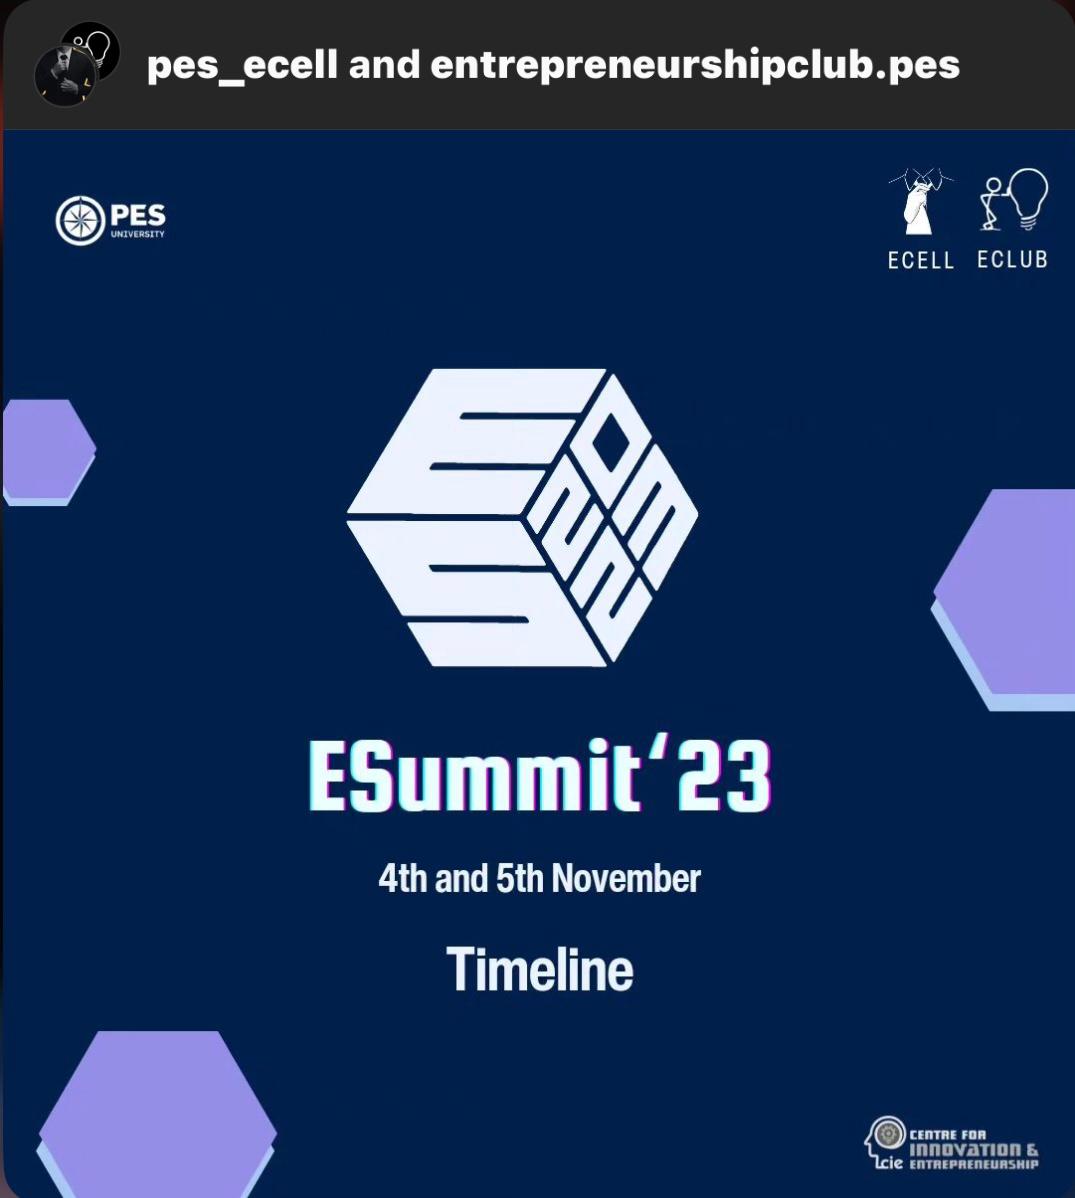 pes_ecell and entrepreneurshipclub.pes
PES
UNIVERSITY
ECELL ECLUB
E
S
2023
ESummit‘23
4th and 5th November
Timeline
cie
CENTRE FOR
INNOVATION &
ENTREPRENEURSHIP